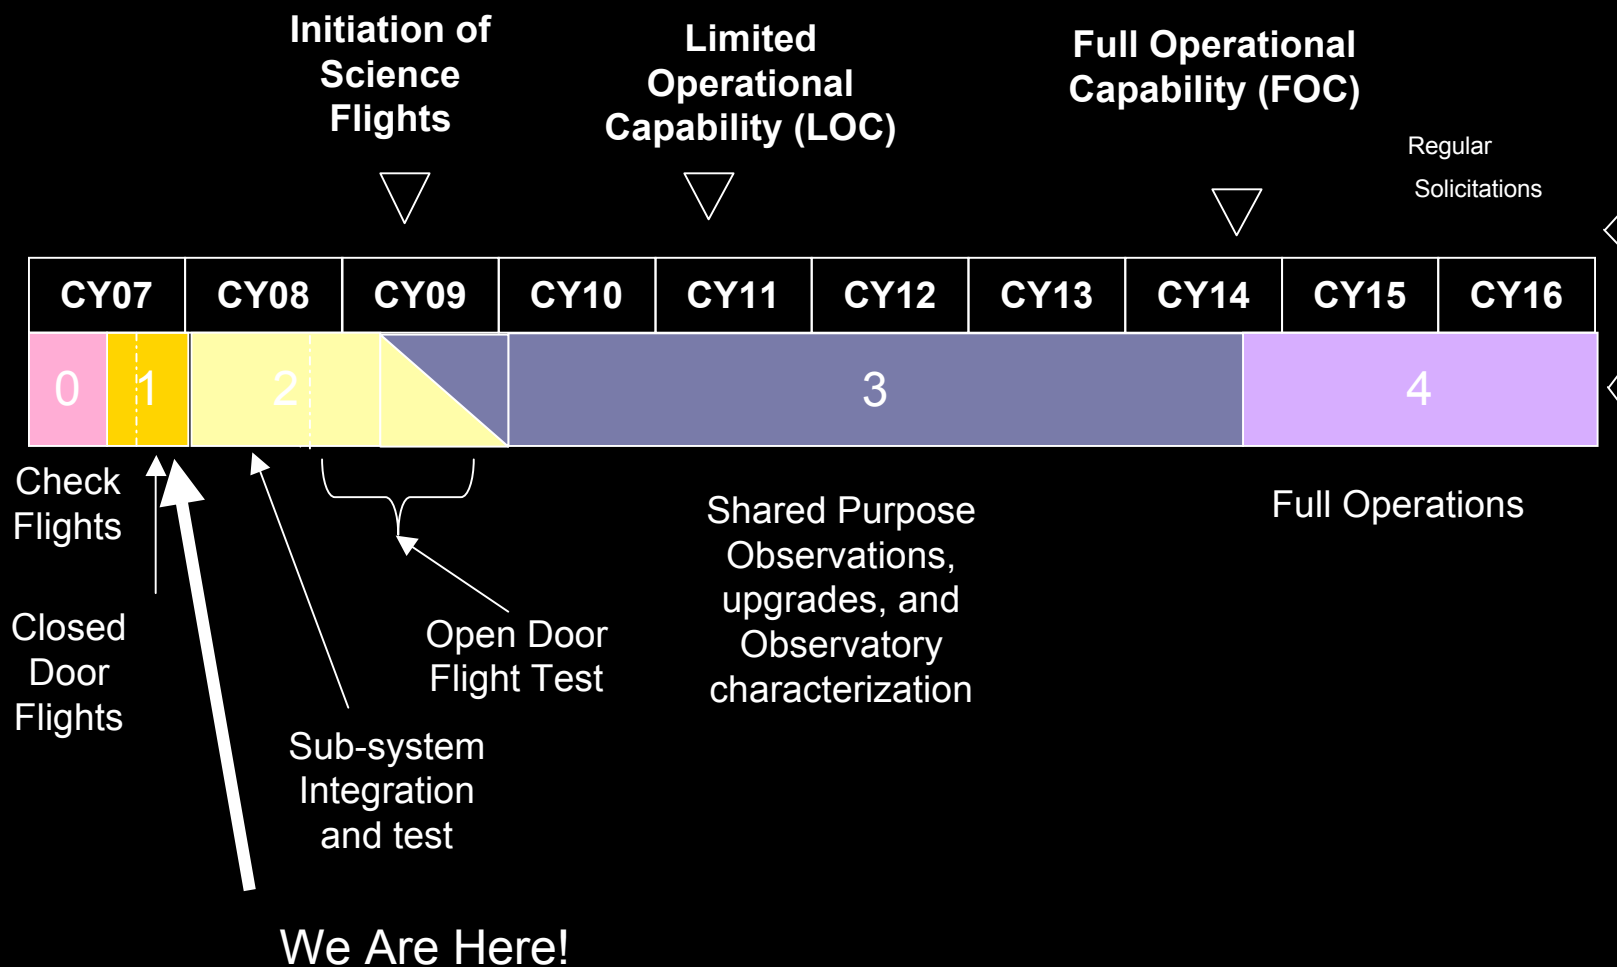 Initiation of
Science
Flights
Limited
Operational
Capability (LOC)
Full Operational
Capability (FOC)
Regular
Solicitations
CY07 CY08 CY09 CY10 CY11 CY12 CY13 CY14 CY15 CY16
0 1 2 3 4
Check
Flights
Closed
Door
Flights
Sub-system
Integration
and test
Open Door
Flight Test
Shared Purpose
Observations,
upgrades, and
Observatory
characterization
Full Operations
We Are Here!